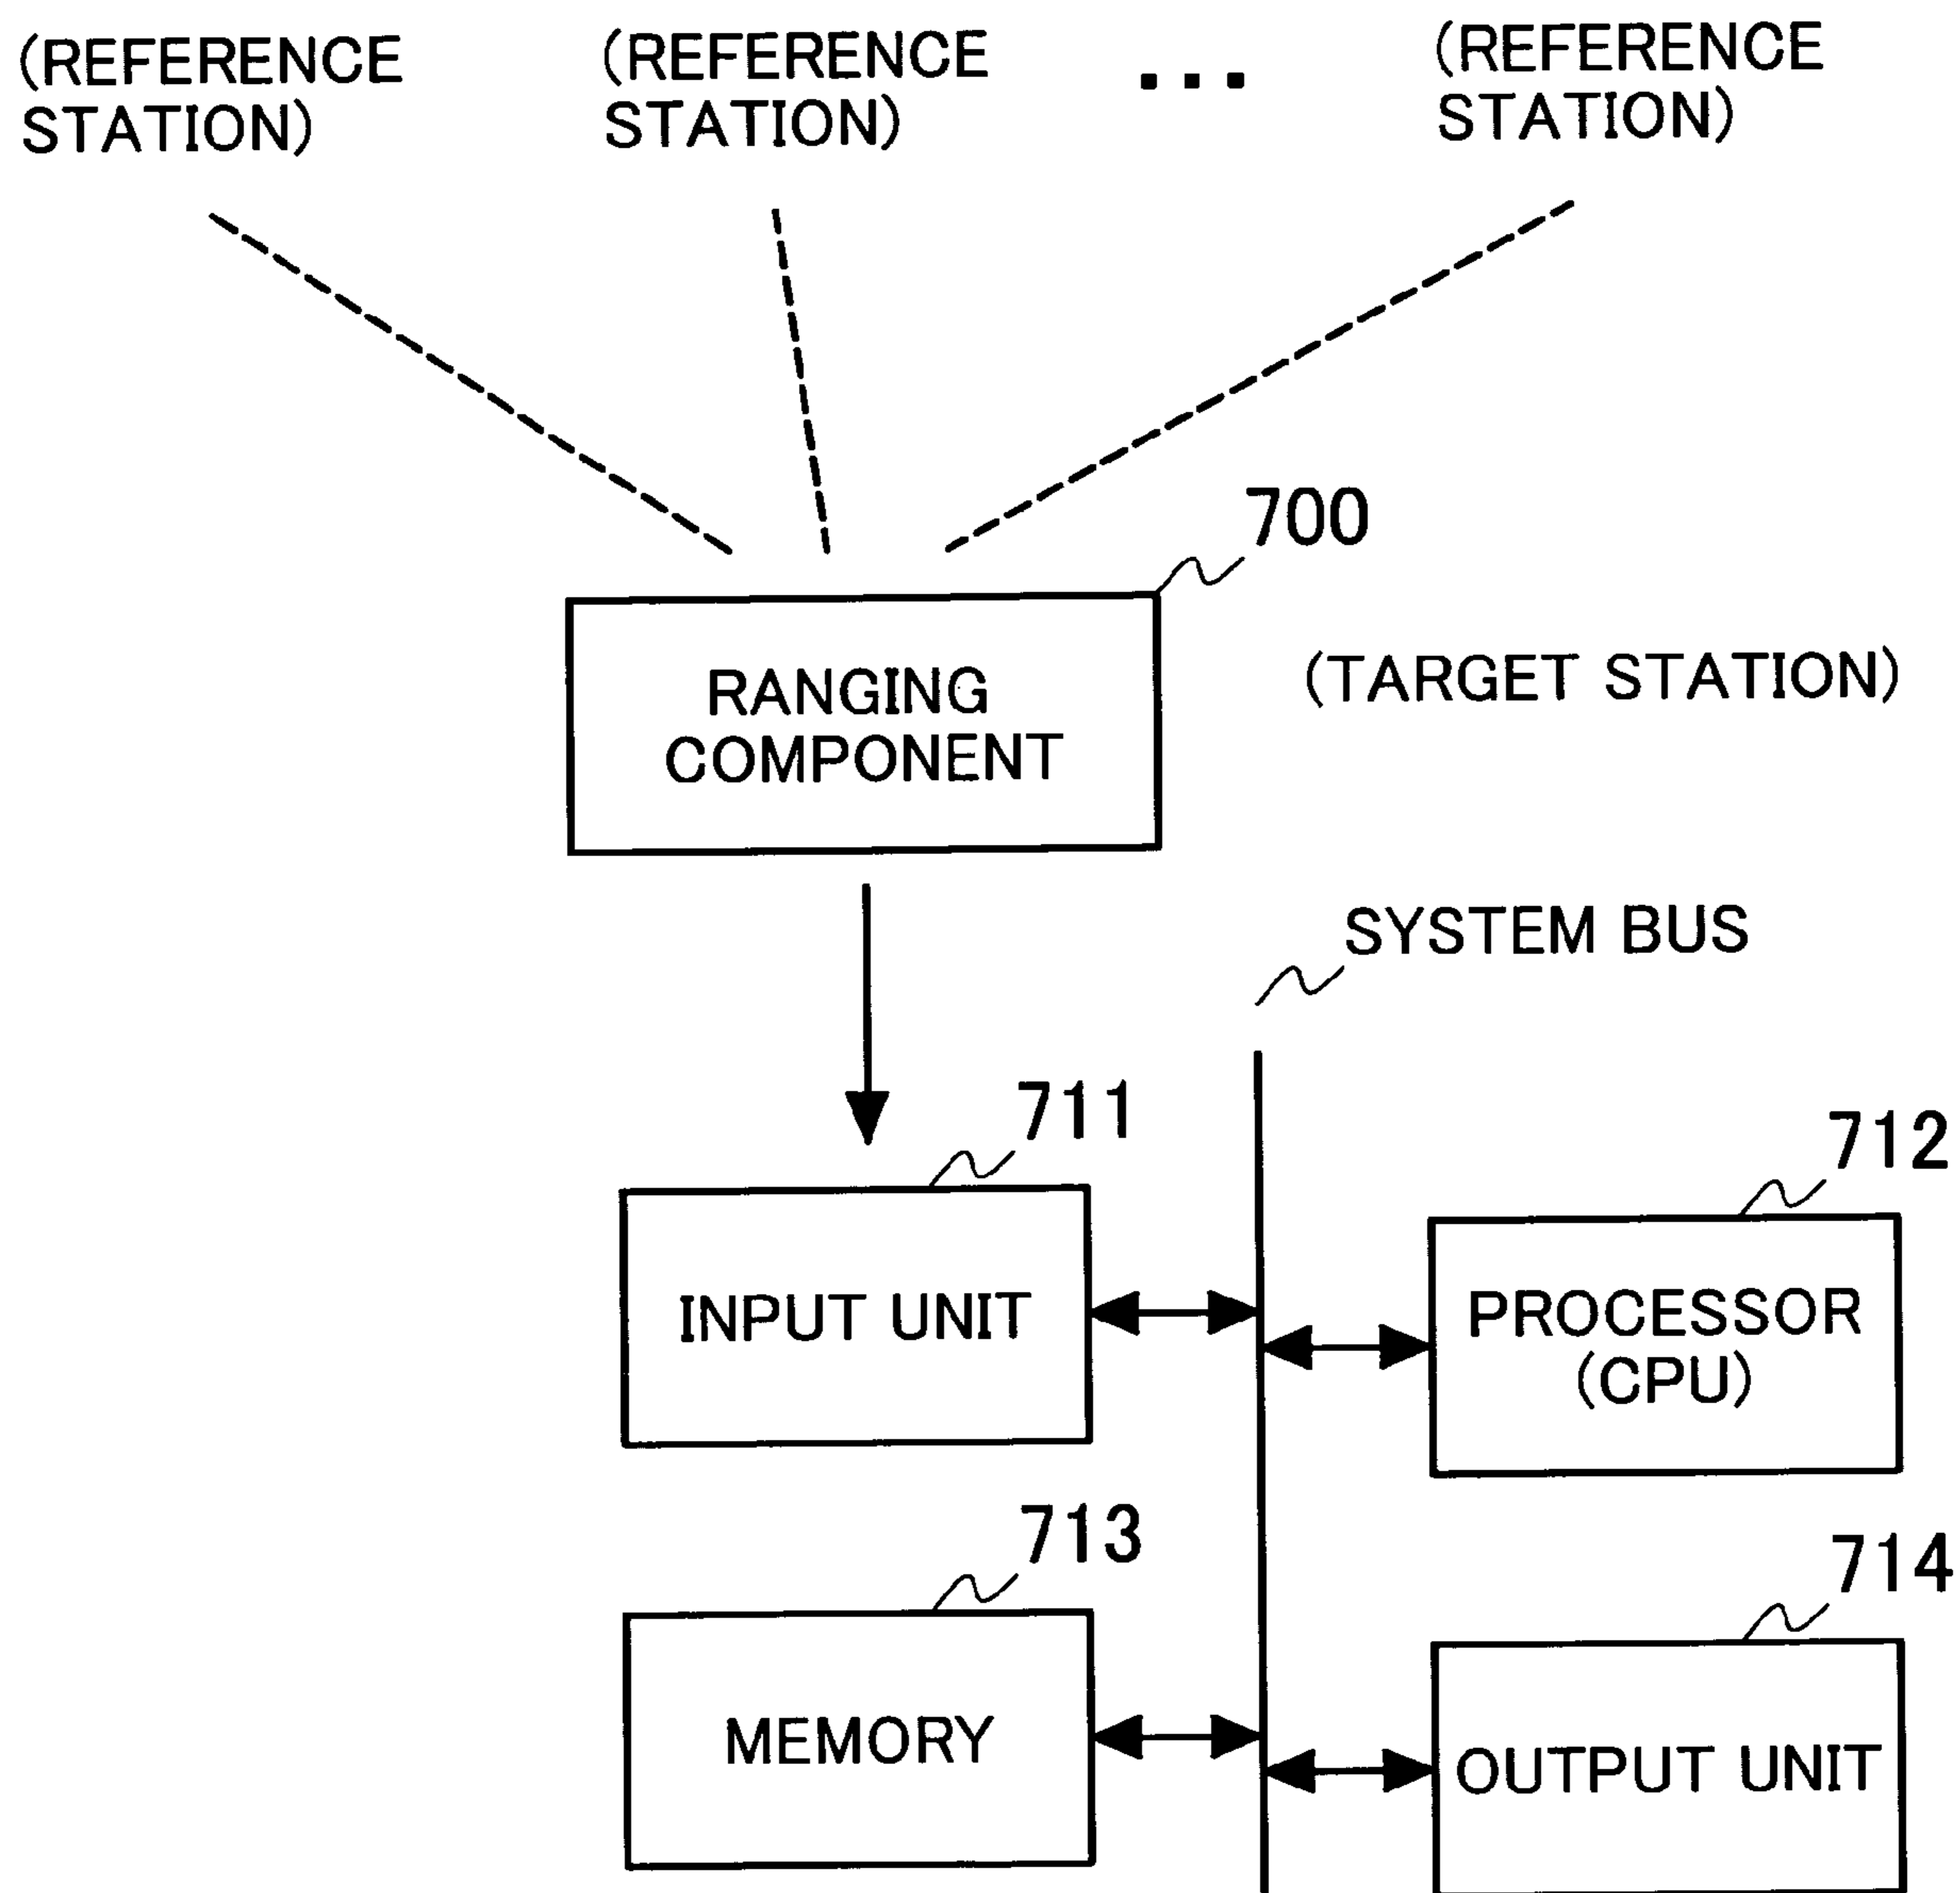 (REFERENCE
STATION)
(REFERENCE
STATION)
...
(REFERENCE
STATION)
700
RANGING
COMPONENT
(TARGET STATION)
SYSTEM BUS
711
INPUT UNIT
712
PROCESSOR
(CPU)
713
MEMORY
714
OUTPUT UNIT